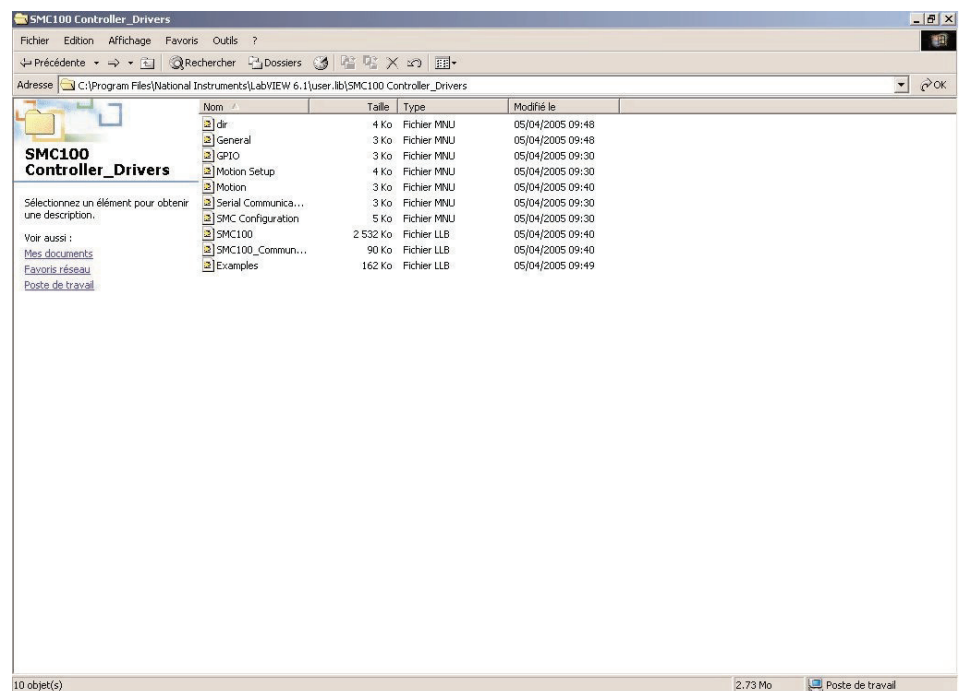 SMC100 Controller_Drivers
Fichier Edition Affichage Favoris Outils ?
Précédente Rechercher Dossiers
Adresse C:\Program Files\National Instruments\LabVIEW 6.1\user.lib\SMC100 Controller_Drivers OK
SMC100
Controller_Drivers
Sélectionnez un élément pour obtenir
une description.
Voir aussi :
Mes documents
Favoris réseau
Poste de travail
Nom Taille Type Modifié le
dir 4 Ko Fichier MNU 05/04/2005 09:48
General 3 Ko Fichier MNU 05/04/2005 09:48
GPIO 3 Ko Fichier MNU 05/04/2005 09:30
Motion Setup 4 Ko Fichier MNU 05/04/2005 09:30
Motion 3 Ko Fichier MNU 05/04/2005 09:40
Serial Communica... 3 Ko Fichier MNU 05/04/2005 09:30
SMC Configuration 5 Ko Fichier MNU 05/04/2005 09:30
SMC100 2 532 Ko Fichier LLB 05/04/2005 09:40
SMC100_Commun... 90 Ko Fichier LLB 05/04/2005 09:40
Examples 162 Ko Fichier LLB 05/04/2005 09:49
10 objet(s) 2.73 Mo Poste de travail